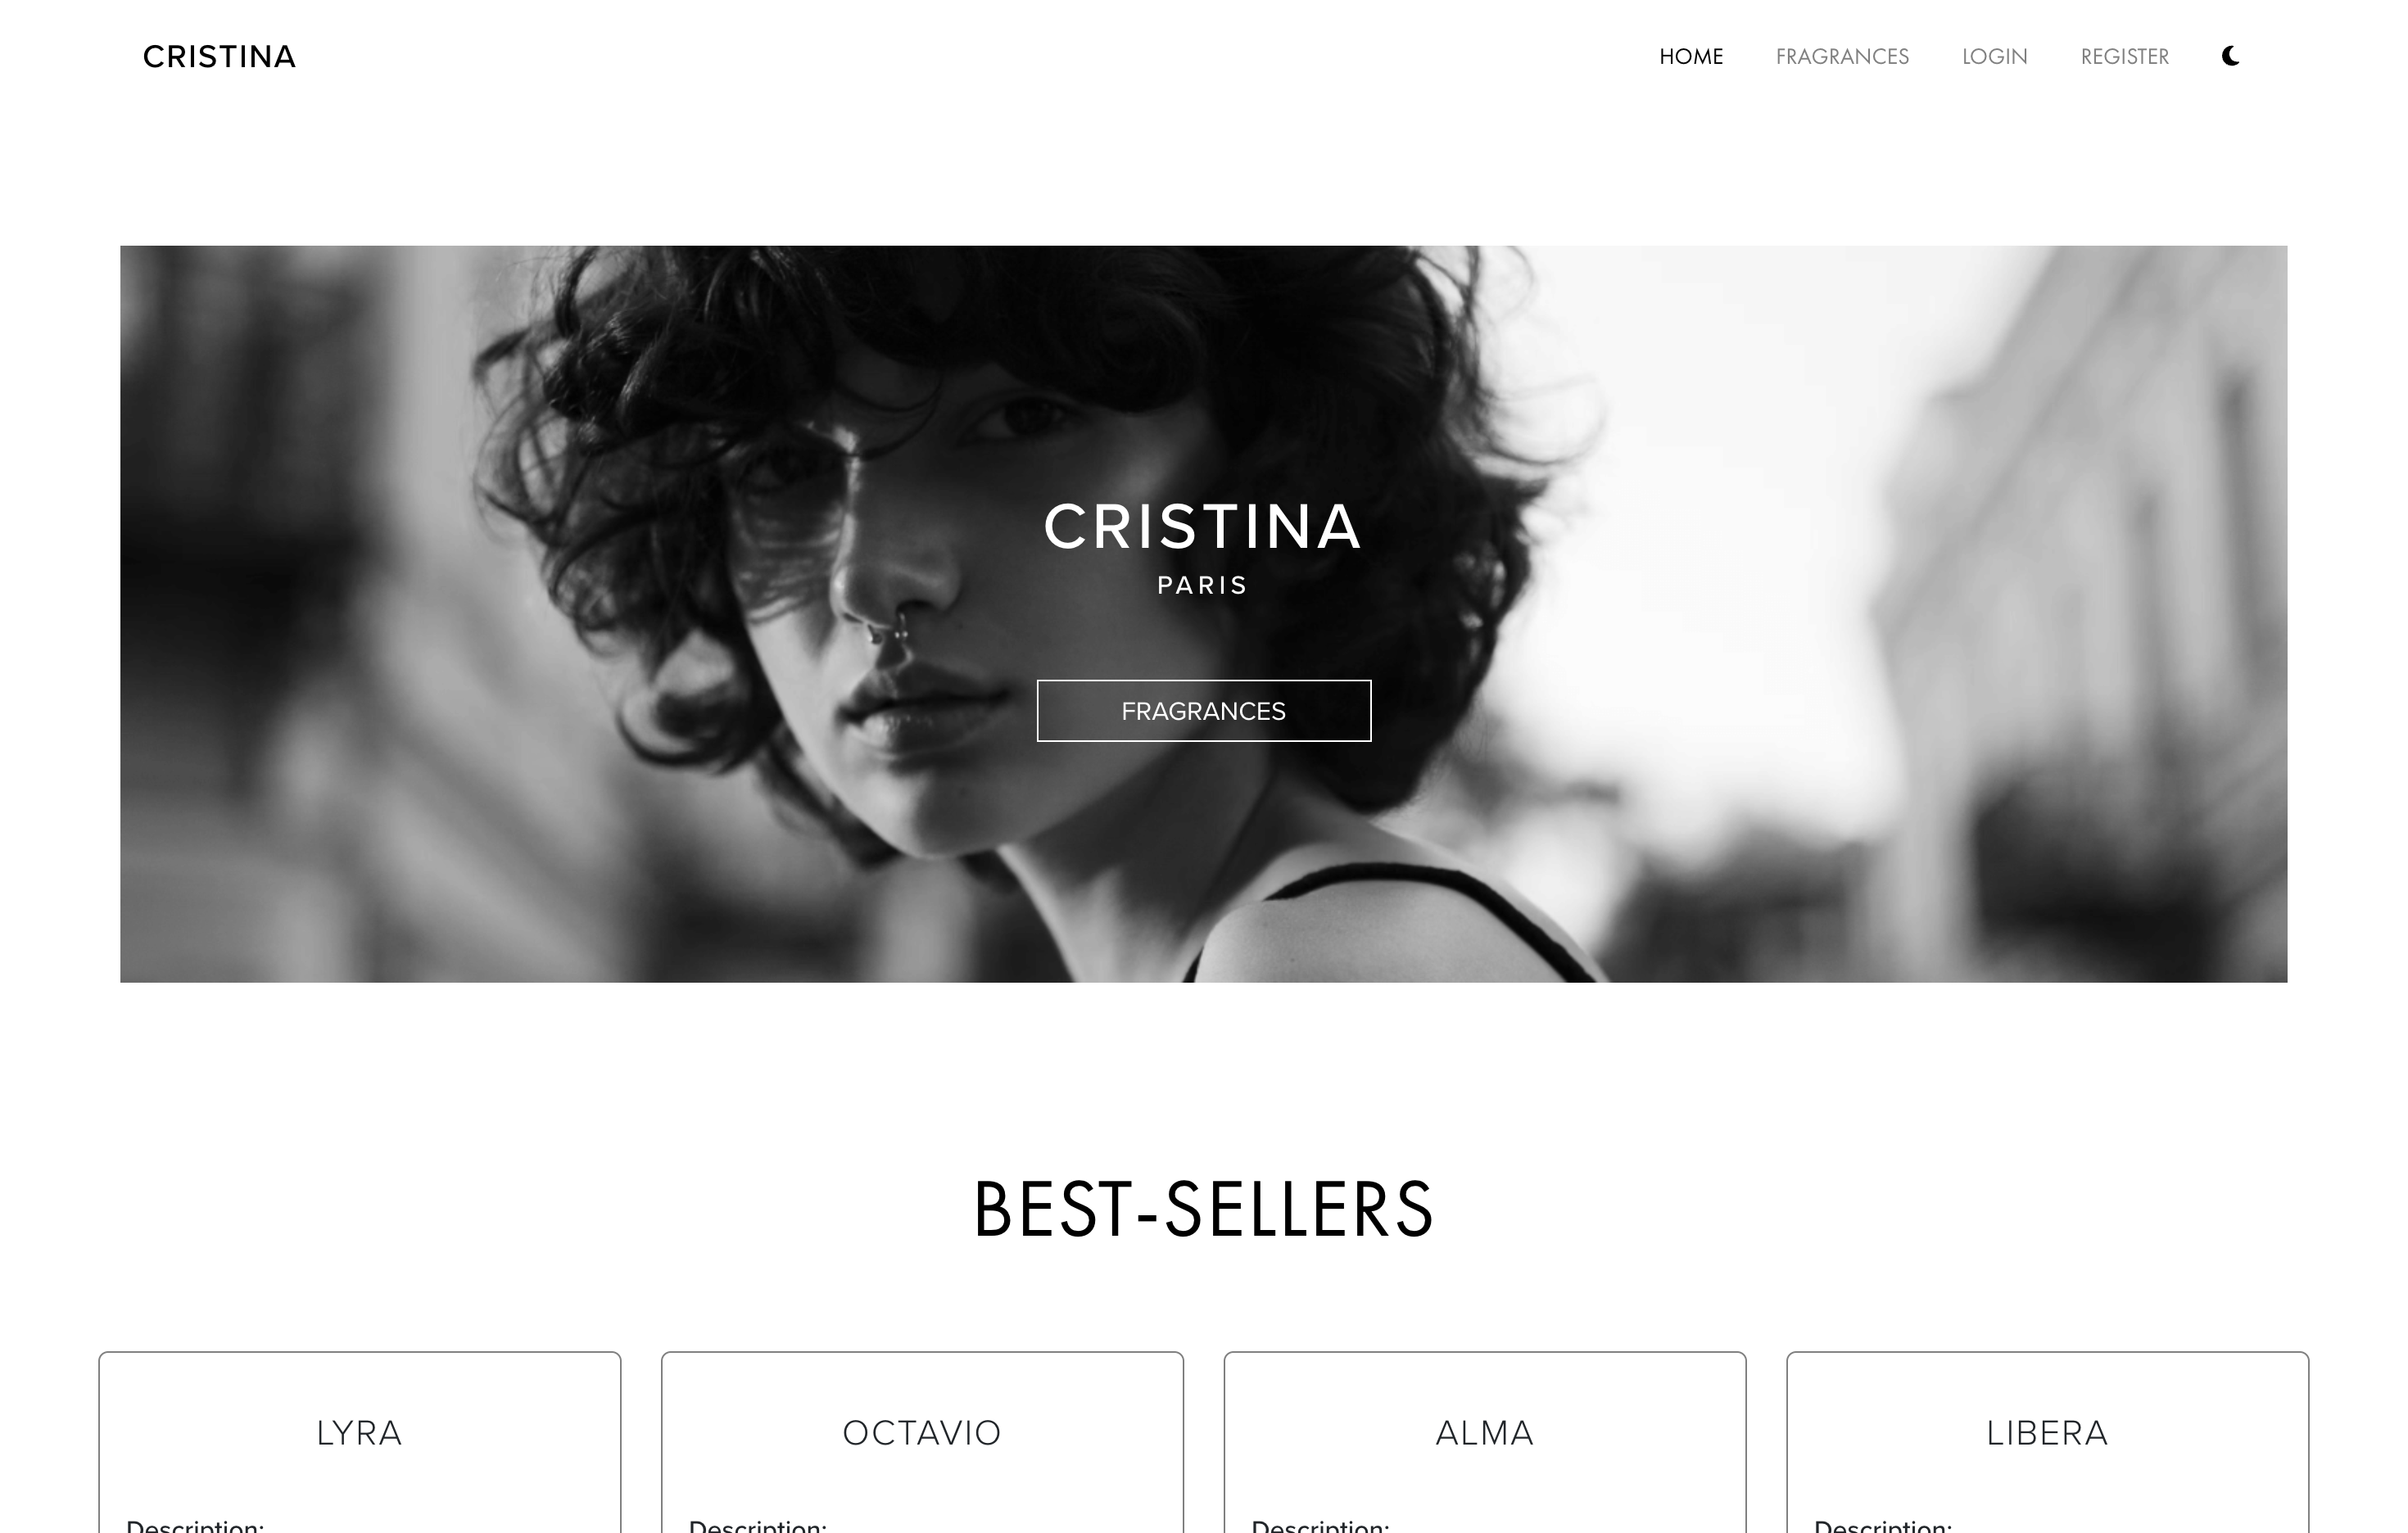 CRISTINA
HOME FRAGRANCES LOGIN REGISTER
CRISTINA
PARIS
FRAGRANCES
BEST-SELLERS
LYRA OCTAVIO ALMA LIBERA
Description: Description: Description: Description: